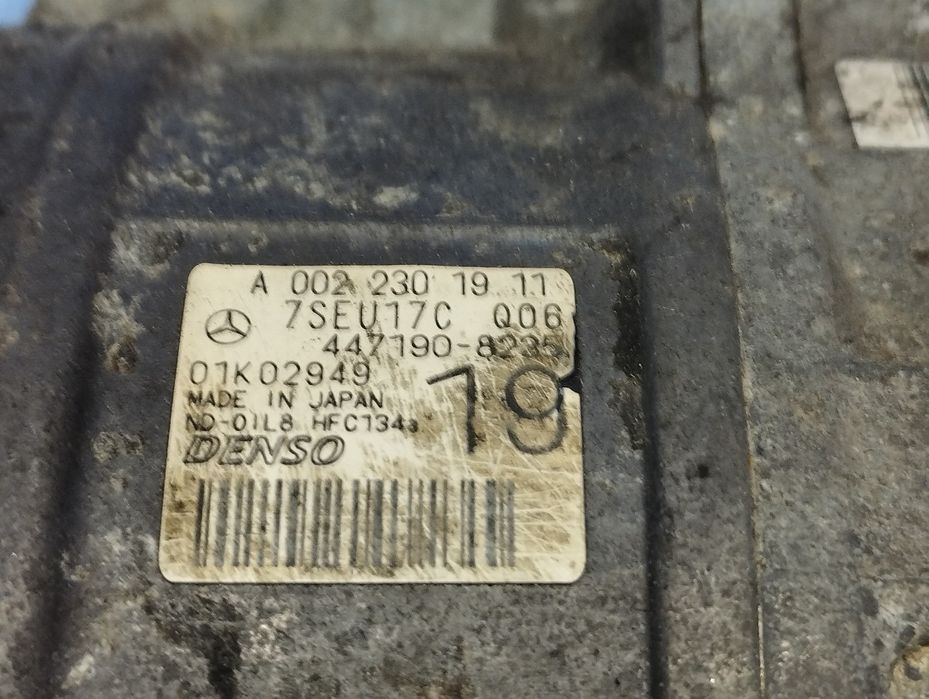 A 002 230 19 11
7SEU17C Q06
447190-8235
01K02949
19
MADE IN JAPAN
ND-OIL8 HFC134a
DENSO